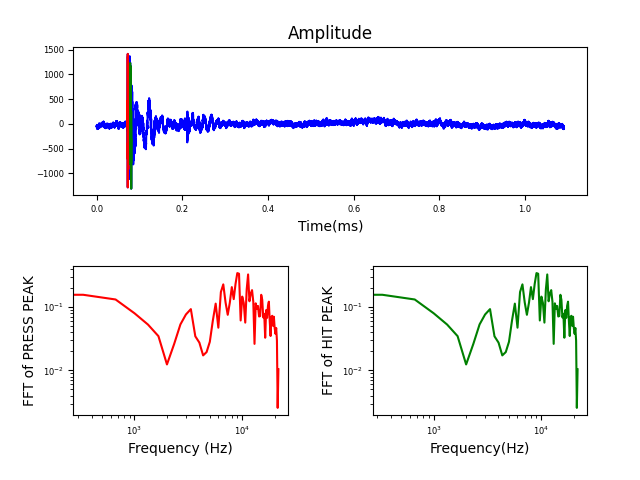 Amplitude
1500
1000
500
0
−500
−1000
0.0 0.2 0.4 0.6 0.8 1.0
Time(ms)
FFT of PRESS PEAK
10⁻¹
10⁻²
10³ 10⁴
Frequency (Hz)
FFT of HIT PEAK
10⁻¹
10⁻²
10³ 10⁴
Frequency(Hz)